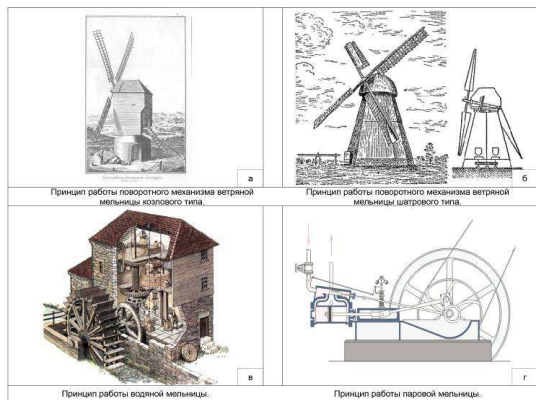 а
Принцип работы поворотного механизма ветряной
мельницы козлового типа.
б
Принцип работы поворотного механизма ветряной
мельницы шатрового типа.
в
Принцип работы водяной мельницы.
г
Принцип работы паровой мельницы.